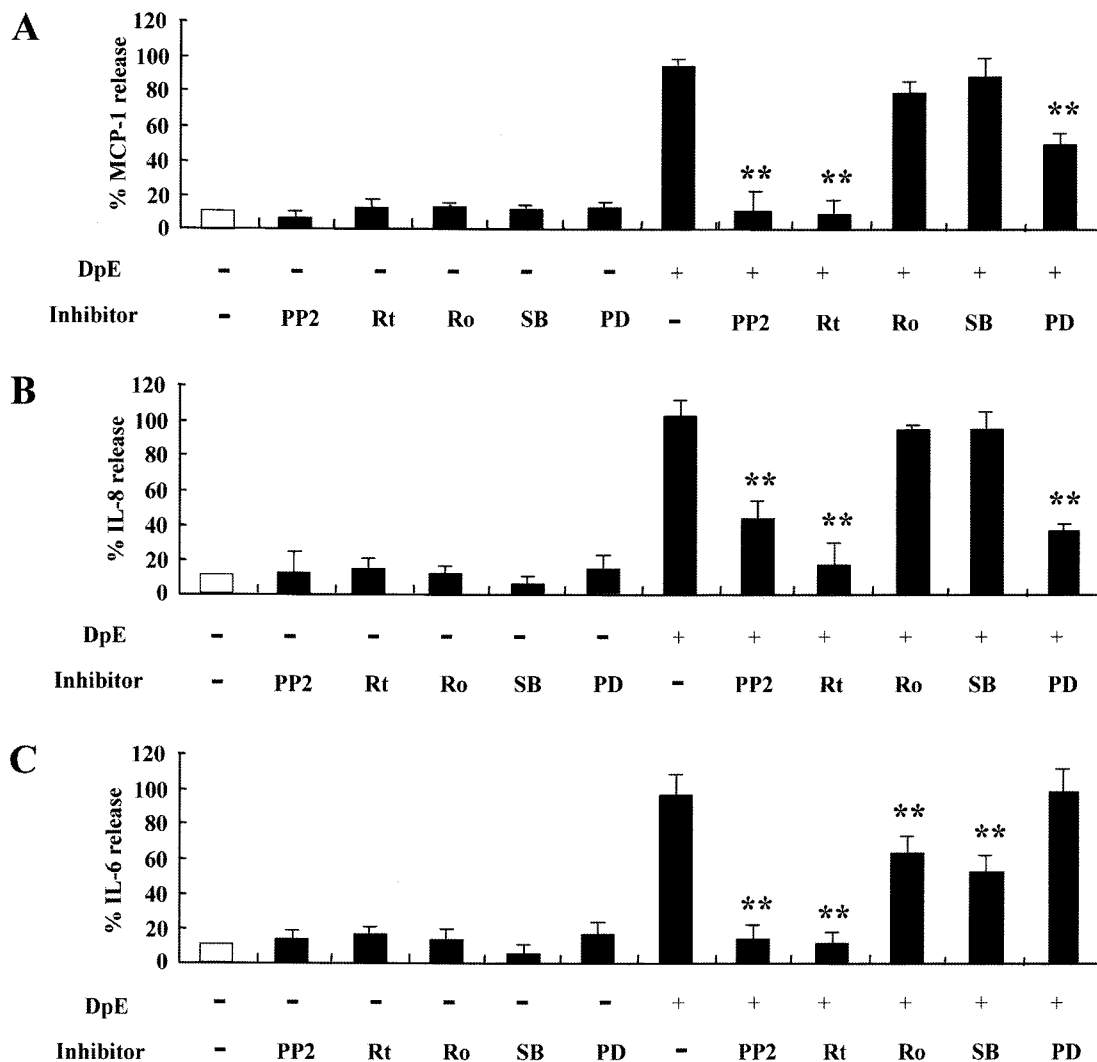 A
% MCP-1 release
120
100
80
60
40
20
0
** ** **
DpE - - - - - - + + + + + +
Inhibitor - PP2 Rt Ro SB PD - PP2 Rt Ro SB PD
B
% IL-8 release
120
100
80
60
40
20
0
** ** **
DpE - - - - - - + + + + + +
Inhibitor - PP2 Rt Ro SB PD - PP2 Rt Ro SB PD
C
% IL-6 release
120
100
80
60
40
20
0
** ** ** **
DpE - - - - - - + + + + + +
Inhibitor - PP2 Rt Ro SB PD - PP2 Rt Ro SB PD